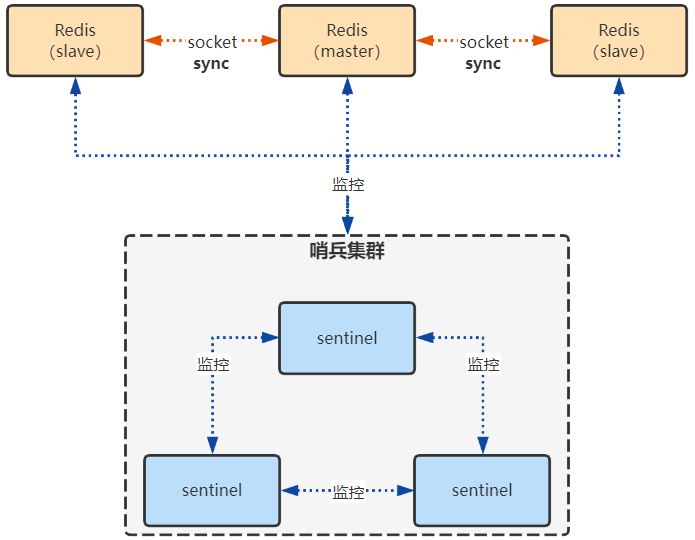 Redis
(slave)
socket
sync
Redis
(master)
socket
sync
Redis
(slave)
监控
哨兵集群
sentinel
监控
监控
sentinel
监控
sentinel